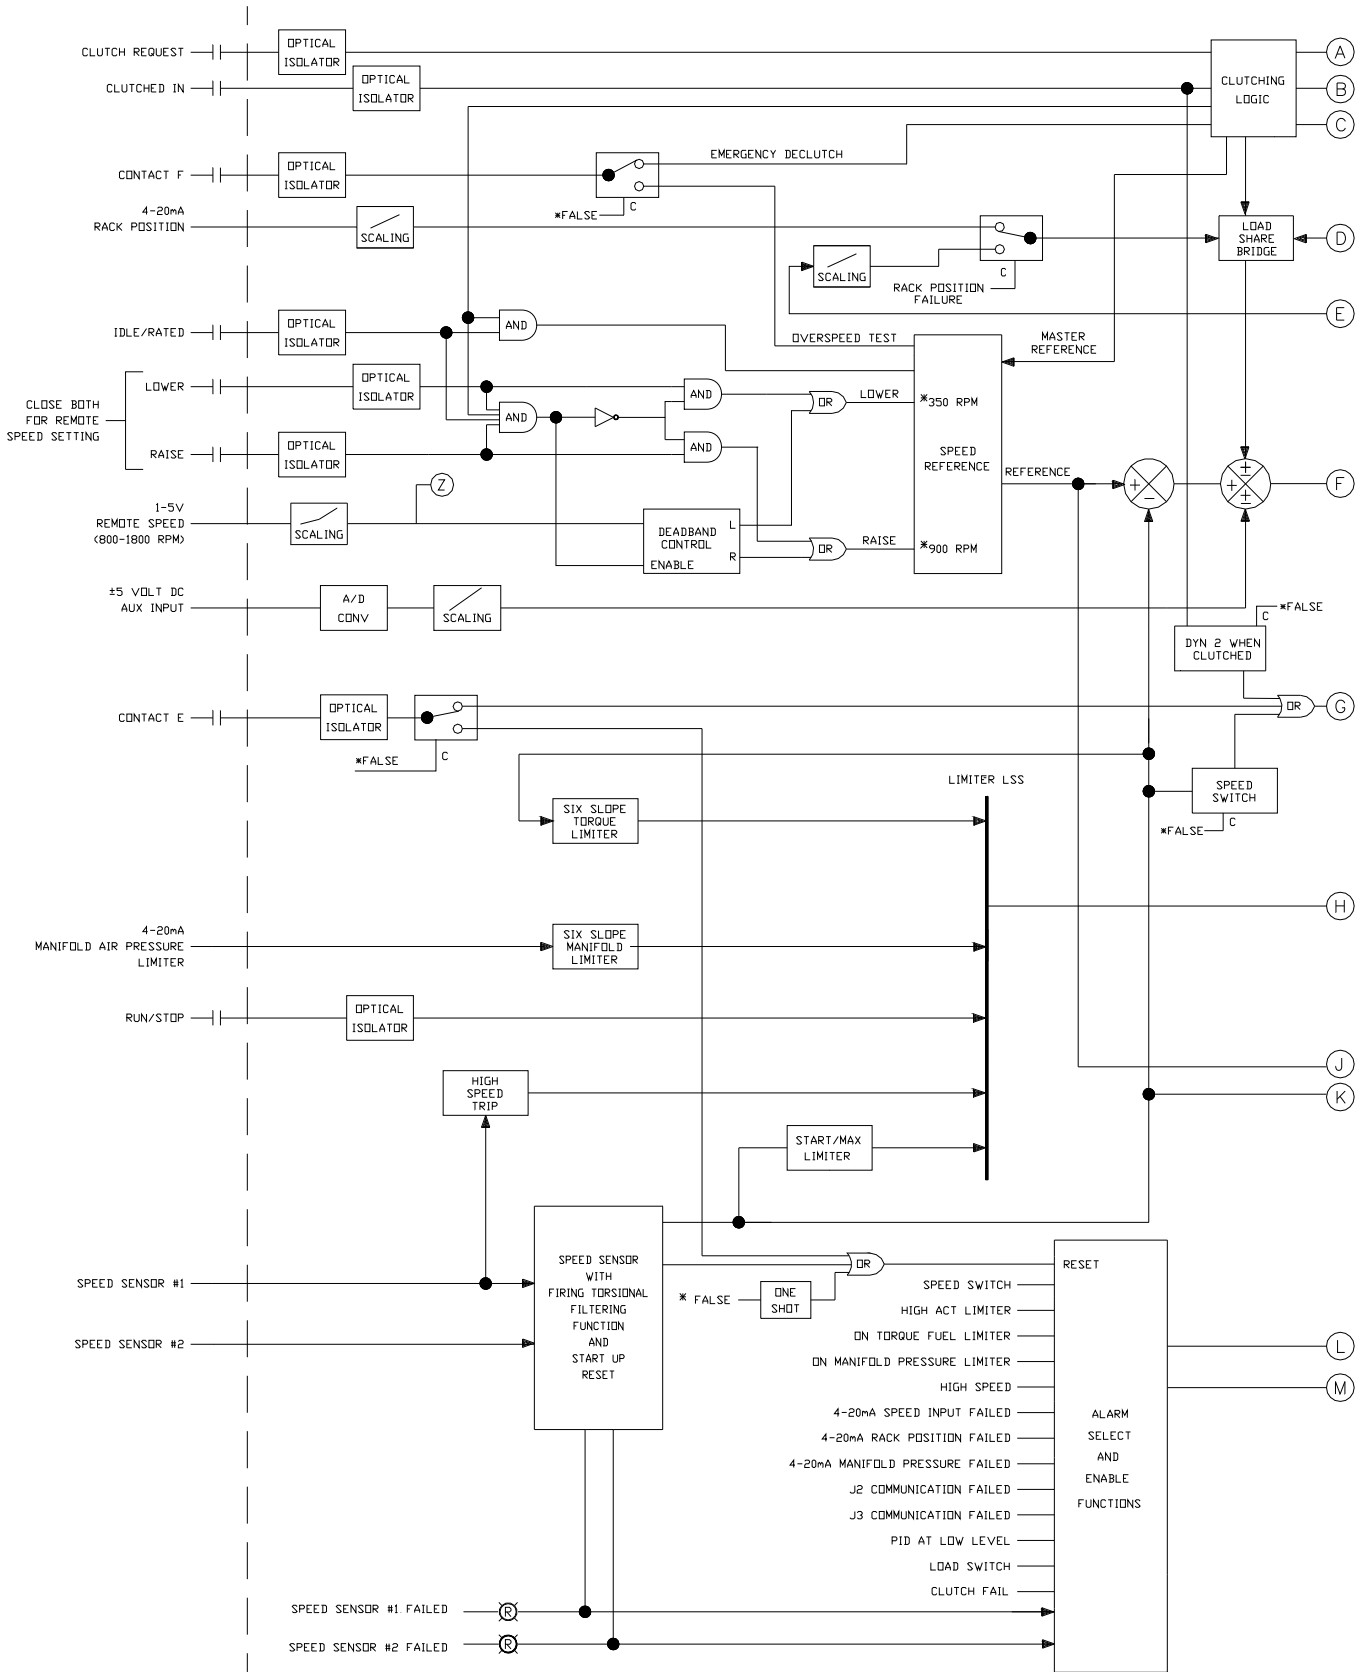 CLUTCH REQUEST
OPTICAL
ISOLATOR
CLUTCHED IN
OPTICAL
ISOLATOR
CLUTCHING
LOGIC
A
B
C
CONTACT F
OPTICAL
ISOLATOR
EMERGENCY DECLUTCH
*FALSE
C
4-20mA
RACK POSITION
SCALING
SCALING
C
RACK POSITION
FAILURE
LOAD
SHARE
BRIDGE
D
E
IDLE/RATED
OPTICAL
ISOLATOR
AND
OVERSPEED TEST
MASTER
REFERENCE
CLOSE BOTH
FOR REMOTE
SPEED SETTING
LOWER
OPTICAL
ISOLATOR
AND
AND
OR
LOWER
*350 RPM
RAISE
OPTICAL
ISOLATOR
AND
SPEED
REFERENCE
REFERENCE
+
-
±
+
±
F
Z
1-5V
REMOTE SPEED
(800-1800 RPM)
SCALING
DEADBAND
CONTROL
ENABLE
L
R
OR
RAISE
*900 RPM
±5 VOLT DC
AUX INPUT
A/D
CONV
SCALING
*FALSE
C
DYN 2 WHEN
CLUTCHED
CONTACT E
OPTICAL
ISOLATOR
*FALSE
C
OR
G
LIMITER LSS
SPEED
SWITCH
*FALSE
C
SIX SLOPE
TORQUE
LIMITER
H
4-20mA
MANIFOLD AIR PRESSURE
LIMITER
SIX SLOPE
MANIFOLD
LIMITER
RUN/STOP
OPTICAL
ISOLATOR
J
HIGH
SPEED
TRIP
K
START/MAX
LIMITER
SPEED SENSOR #1
SPEED SENSOR #2
SPEED SENSOR
WITH
FIRING TORSIONAL
FILTERING
FUNCTION
AND
START UP
RESET
OR
* FALSE
ONE
SHOT
RESET
SPEED SWITCH
HIGH ACT LIMITER
ON TORQUE FUEL LIMITER
ON MANIFOLD PRESSURE LIMITER
HIGH SPEED
4-20mA SPEED INPUT FAILED
4-20mA RACK POSITION FAILED
4-20mA MANIFOLD PRESSURE FAILED
J2 COMMUNICATION FAILED
J3 COMMUNICATION FAILED
PID AT LOW LEVEL
LOAD SWITCH
CLUTCH FAIL
ALARM
SELECT
AND
ENABLE
FUNCTIONS
L
M
SPEED SENSOR #1 FAILED
R
SPEED SENSOR #2 FAILED
R